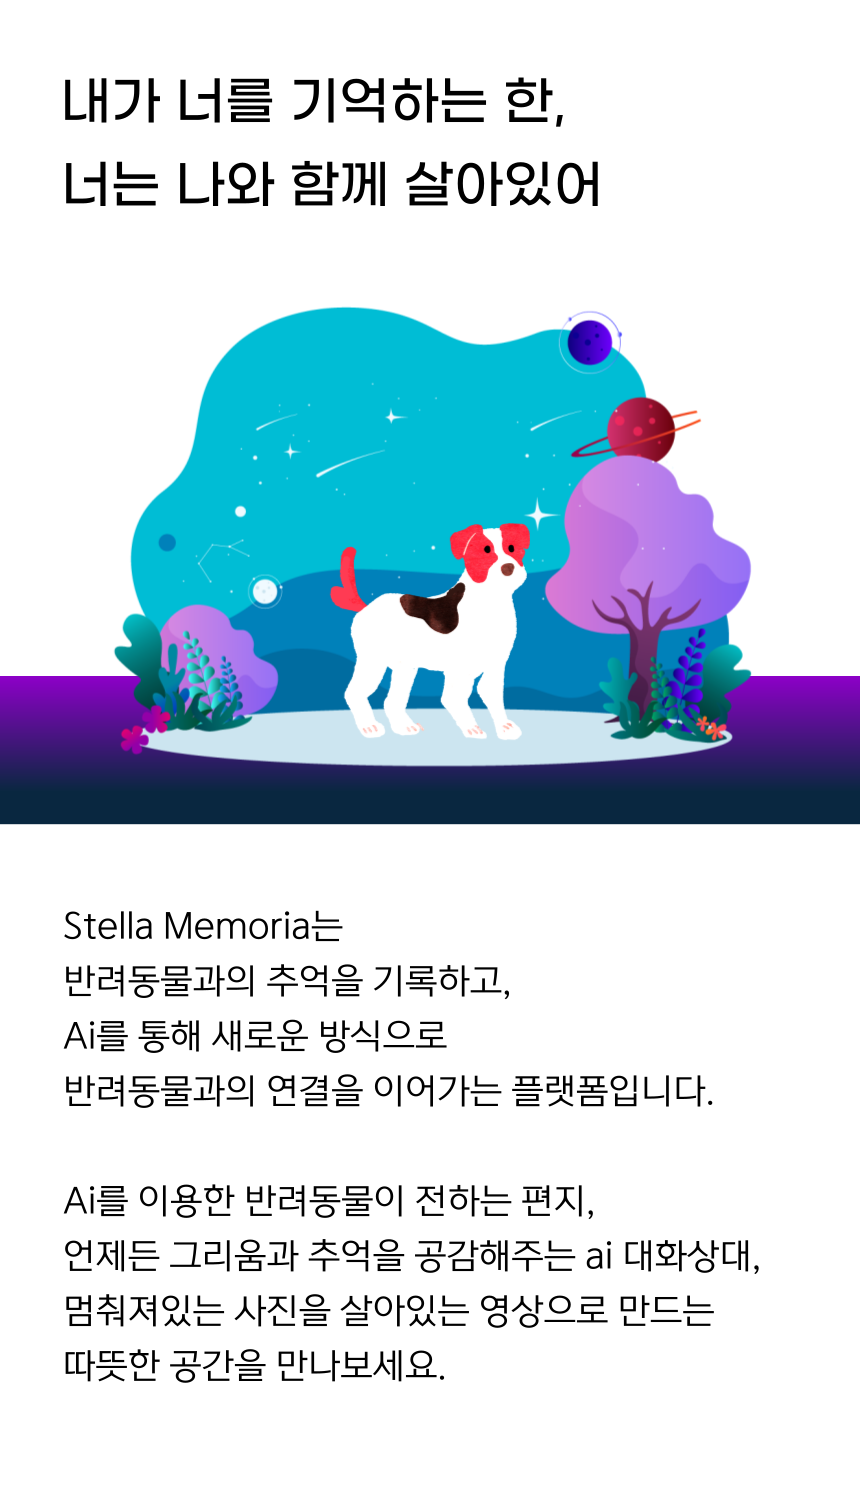 내가 너를 기억하는 한,
너는 나와 함께 살아있어
Stella Memoria는
반려동물과의 추억을 기록하고,
Ai를 통해 새로운 방식으로
반려동물과의 연결을 이어가는 플랫폼입니다.
Ai를 이용한 반려동물이 전하는 편지,
언제든 그리움과 추억을 공감해주는 ai 대화상대,
멈춰져있는 사진을 살아있는 영상으로 만드는
따뜻한 공간을 만나보세요.